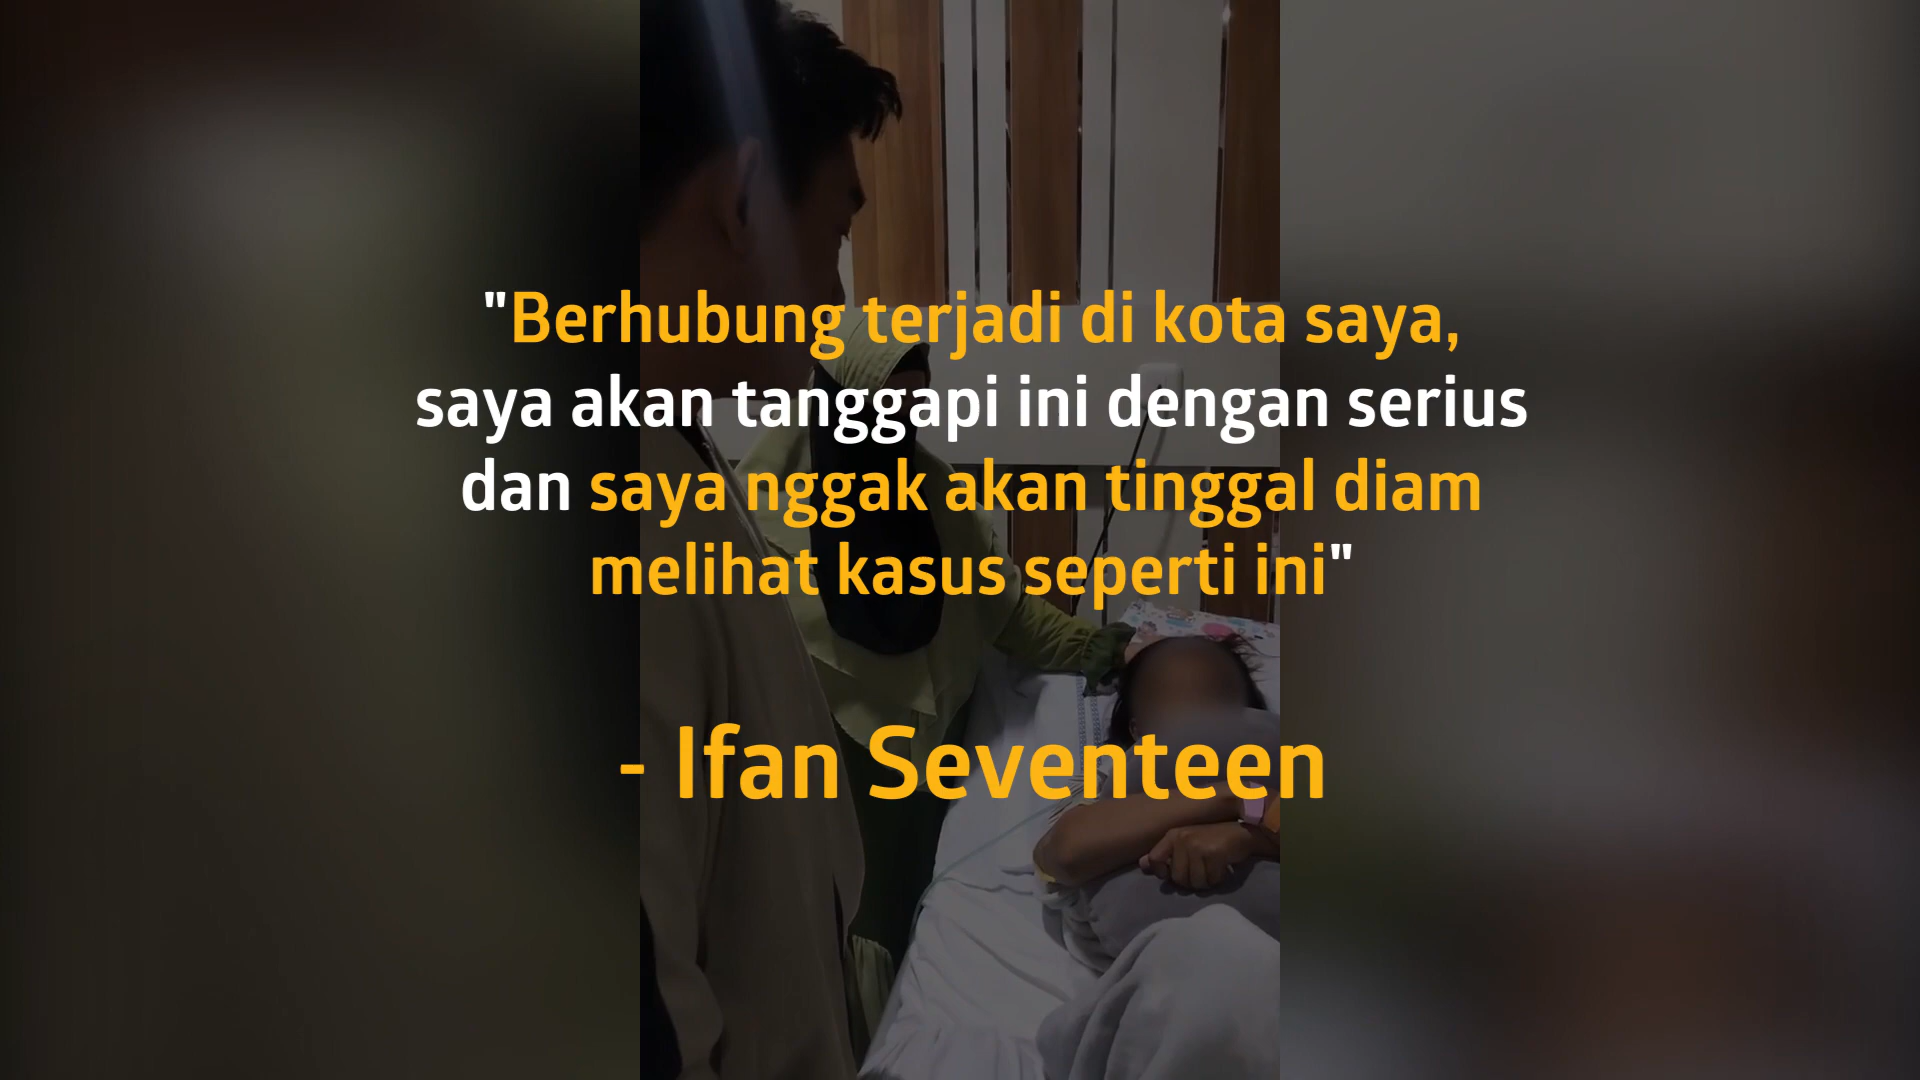 "Berhubung terjadi di kota saya,
saya akan tanggapi ini dengan serius
dan saya nggak akan tinggal diam
melihat kasus seperti ini"
- Ifan Seventeen